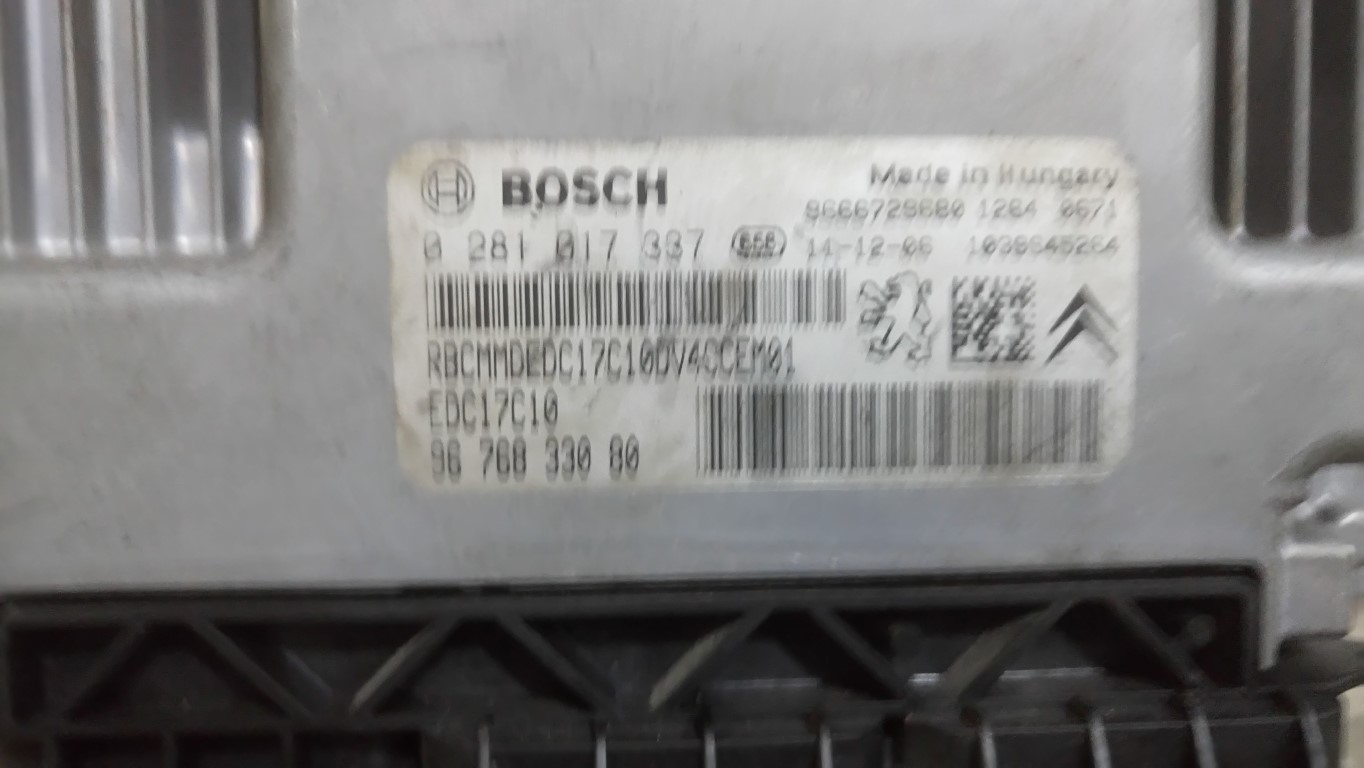 BOSCH
Made in Hungary
9666729680 1284 0671
0 281 017 337
14-12-06
1039S45264
RBCMMDEDC17C10DV4CCEM01
EDC17C10
96 768 330 80